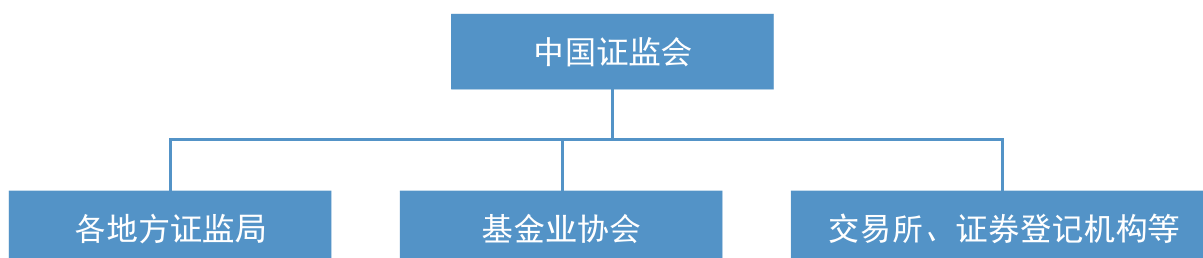 中国证监会
各地方证监局
基金业协会
交易所、证券登记机构等